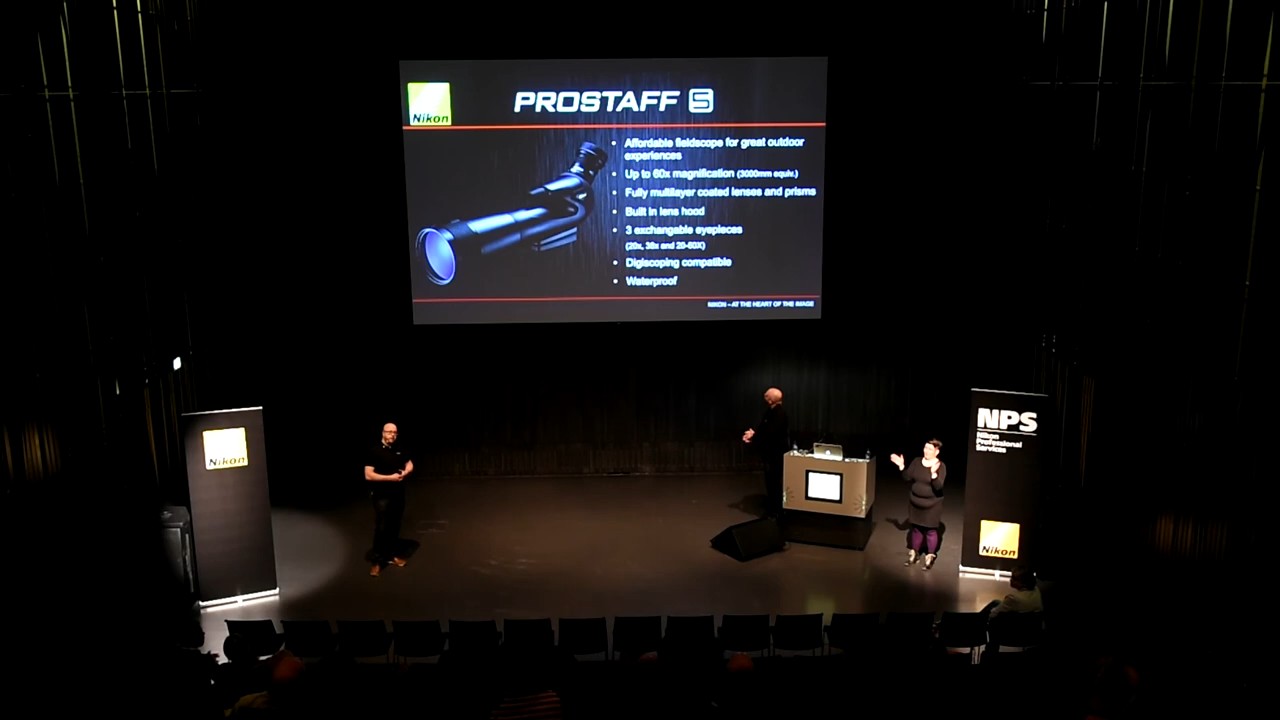 Nikon
PROSTAFF 5
• Affordable fieldscope for great outdoor
experiences
• Up to 60x magnification (3000mm equiv.)
• Fully multilayer coated lenses and prisms
• Built in lens hood
• 3 exchangable eyepieces
(20x, 38x and 20-60X)
• Digiscoping compatible
• Waterproof
NIKON - AT THE HEART OF THE IMAGE
Nikon
NPS
Nikon
Professional
Services
Nikon